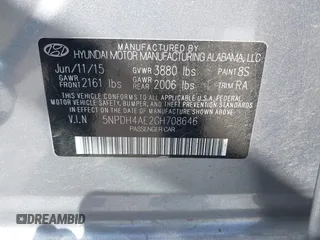 MANUFACTURED BY
HYUNDAI MOTOR MANUFACTURING ALABAMA, LLC
Jun/11/15 GVWR 3880 lbs PAINT 8S
GAWR FRONT 2161 lbs GAWR REAR 2006 lbs TRIM RA
THIS VEHICLE CONFORMS TO ALL APPLICABLE U.S. FEDERAL
MOTOR VEHICLE SAFETY, BUMPER, AND THEFT PREVENTION
STANDARDS IN EFFECT ON THE DATE OF MANUFACTURE SHOWN ABOVE.
V.I.N 5NPDH4AE2GH708646
PASSENGER CAR
DREAMBID